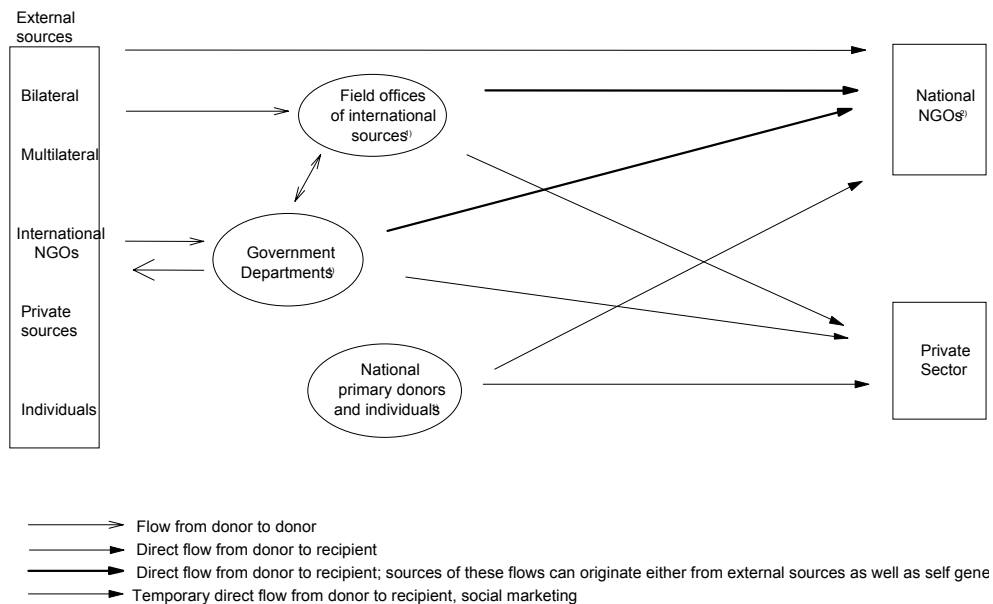 External
sources
Bilateral
Multilateral
International
NGOs
Private
sources
Individuals
Field offices
of international
sources1)
Government
Departments
National
primary donors
and individuals
National
NGOs2)
Private
Sector
Flow from donor to donor
Direct flow from donor to recipient
Direct flow from donor to recipient; sources of these flows can originate either from external sources as well as self gene
Temporary direct flow from donor to recipient, social marketing